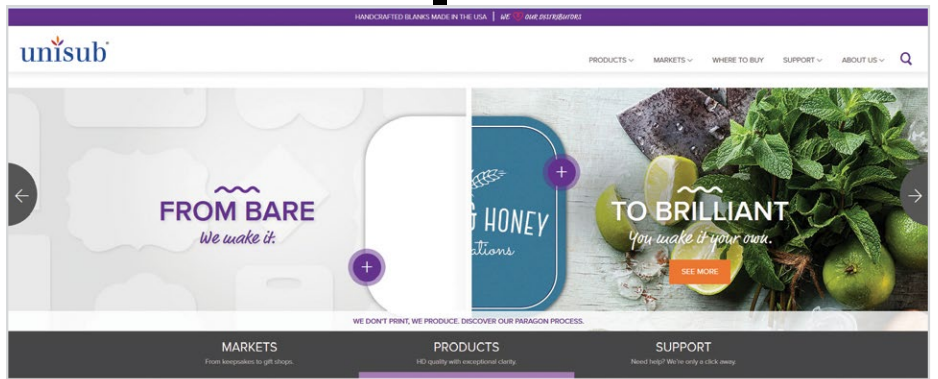 HANDCRAFTED BLANKS MADE IN THE USA | WE OUR DISTRIBUTORS
unisub
PRODUCTS MARKETS WHERE TO BUY SUPPORT ABOUT US
HONEY
ations
FROM BARE
We make it.
TO BRILLIANT
You make it your own.
SEE MORE
WE DON'T PRINT, WE PRODUCE. DISCOVER OUR PARAGON PROCESS.
MARKETS PRODUCTS SUPPORT
From keepsakes to gift shops. HD quality with exceptional clarity. Need help? We're only a click away.